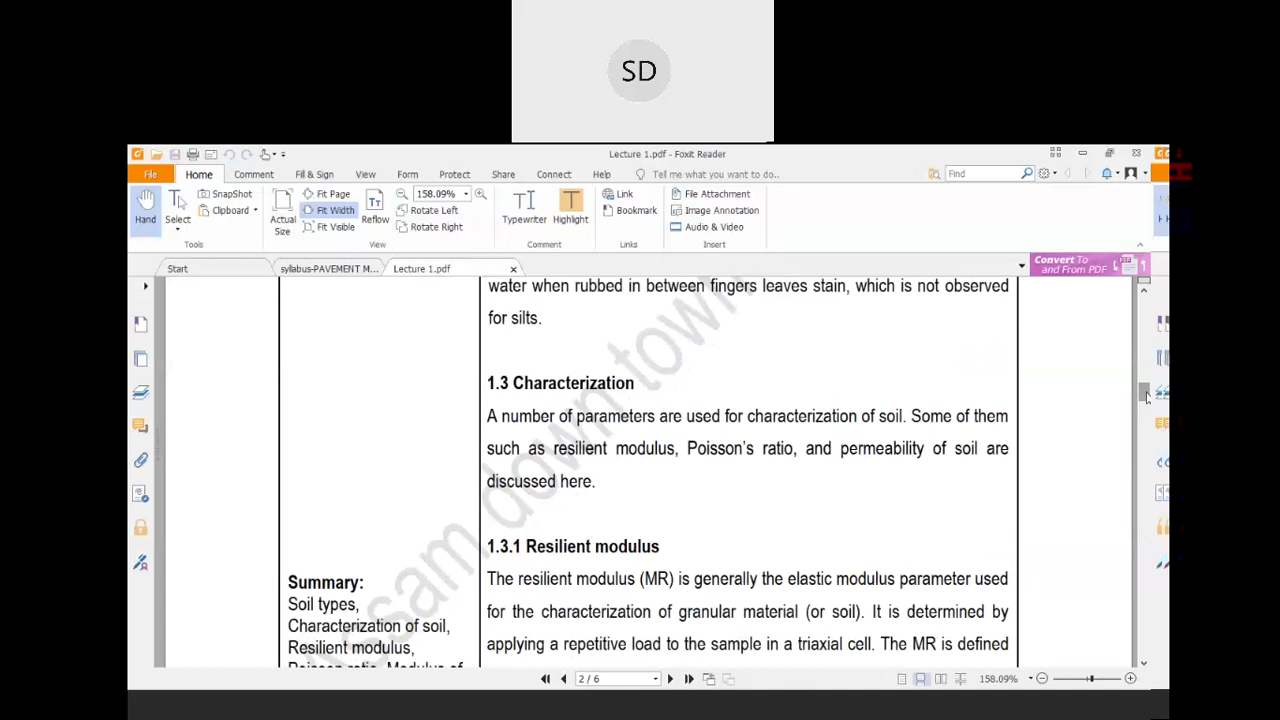 SD
Lecture 1.pdf - Foxit Reader
File Home Comment Fill & Sign View Form Protect Share Connect Help Tell me what you want to do.. Find
SnapShot Fit Page 158.09% Link File Attachment
Hand Select Clipboard Actual Size Fit Width Reflow Rotate Left Typewriter Highlight Bookmark Image Annotation
Fit Visible Rotate Right Audio & Video
Tools View Comment Links Insert
Start syllabus-PAVEMENT M... Lecture 1.pdf Convert To and From PDF
water when rubbed in between fingers leaves stain, which is not observed
for silts.
1.3 Characterization
A number of parameters are used for characterization of soil. Some of them
such as resilient modulus, Poisson's ratio, and permeability of soil are
discussed here.
1.3.1 Resilient modulus
The resilient modulus (MR) is generally the elastic modulus parameter used
for the characterization of granular material (or soil). It is determined by
applying a repetitive load to the sample in a triaxial cell. The MR is defined
Summary:
Soil types,
Characterization of soil,
Resilient modulus,
Poisson ratio, Modulus of
Assam down town
2 / 6 158.09%